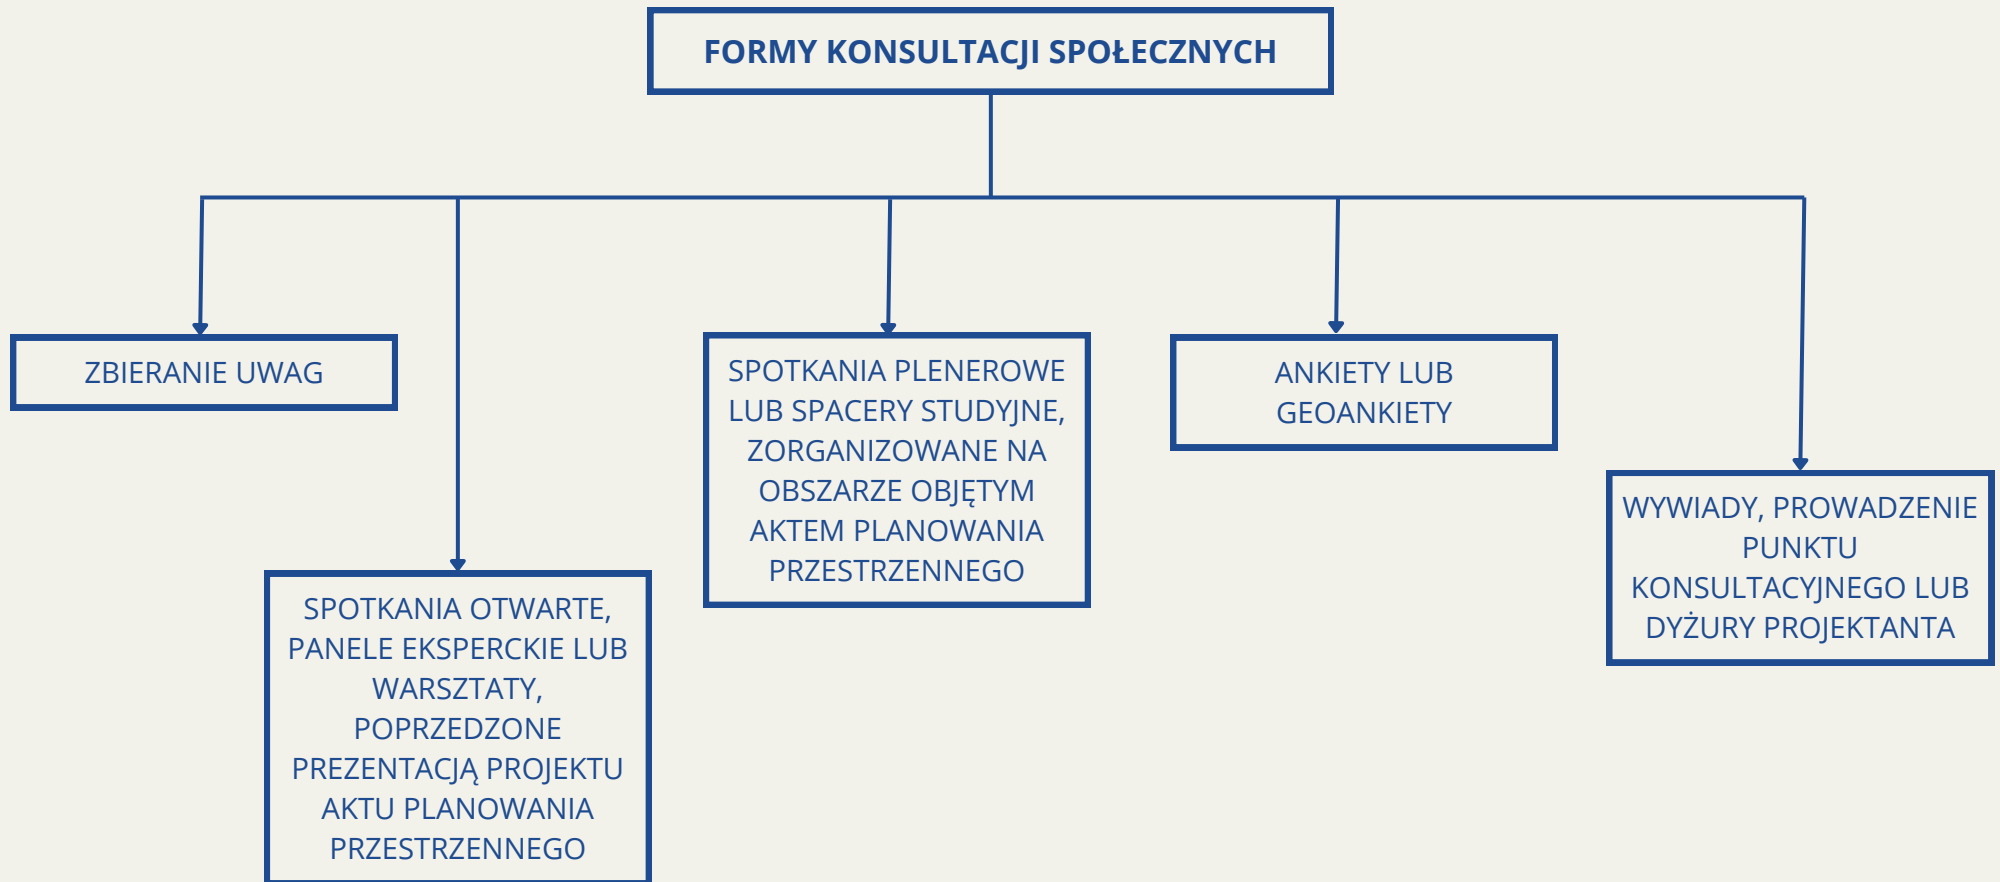 FORMY KONSULTACJI SPOŁECZNYCH
ZBIERANIE UWAG
SPOTKANIA OTWARTE,
PANELE EKSPERCKIE LUB
WARSZTATY,
POPRZEDZONE
PREZENTACJĄ PROJEKTU
AKTU PLANOWANIA
PRZESTRZENNEGO
SPOTKANIA PLENEROWE
LUB SPACERY STUDYJNE,
ZORGANIZOWANE NA
OBSZARZE OBJĘTYM
AKTEM PLANOWANIA
PRZESTRZENNEGO
ANKIETY LUB
GEOANKIETY
WYWIADY, PROWADZENIE
PUNKTU
KONSULTACYJNEGO LUB
DYŻURY PROJEKTANTA